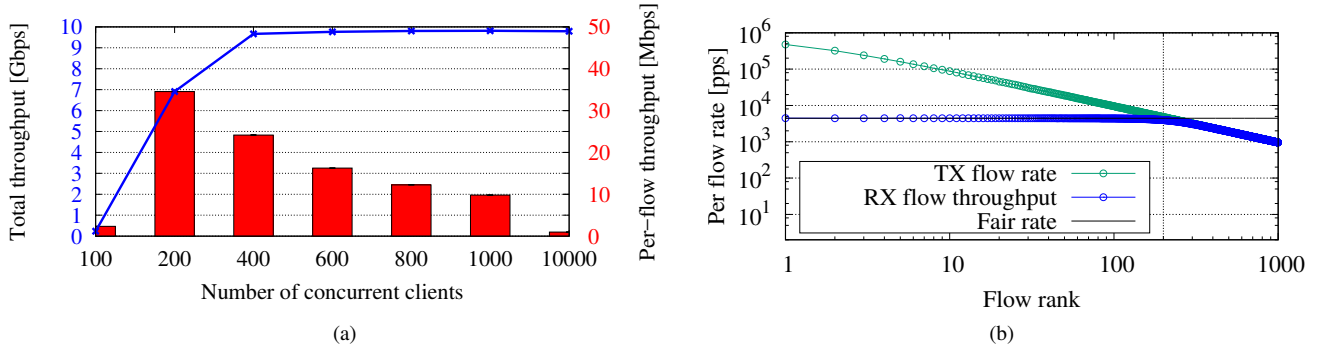 Total throughput [Gbps]
10
9
8
7
6
5
4
3
2
1
0
50
40
30
20
10
0
Per-flow throughput [Mbps]
100 200 400 600 800 1000 10000
Number of concurrent clients
(a)
Per flow rate [pps]
10^6
10^5
10^4
10^3
10^2
10^1
TX flow rate
RX flow throughput
Fair rate
1 10 100 1000
Flow rank
(b)